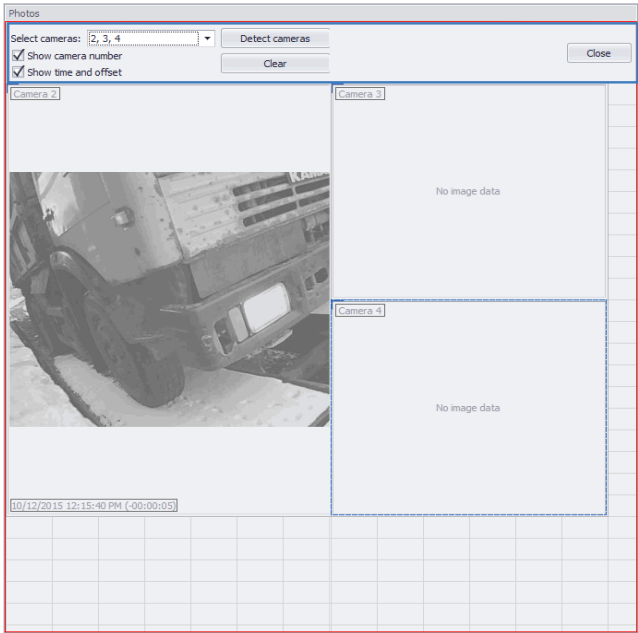 Photos
Select cameras: 2, 3, 4
Detect cameras
Show camera number
Clear
Close
Show time and offset
Camera 2
Camera 3
No image data
Camera 4
No image data
10/12/2015 12:15:40 PM (-00:00:05)